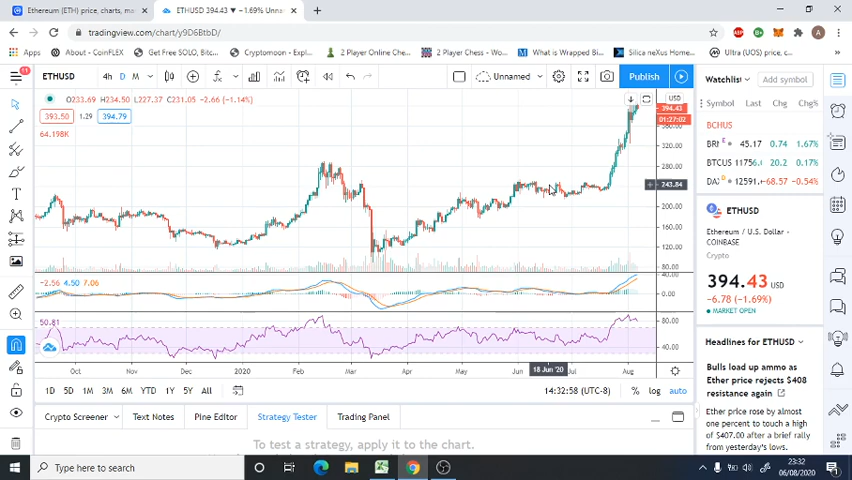 Ethereum (ETH) price, charts, ma
ETHUSD 394.43 ▼ −1.69% Unna
tradingview.com/chart/y9D6BtbD/
Apps
About - CoinFLEX
Get Free SOLO, Bitc...
Cryptomoon - Explo...
2 Player Online Che...
2 Player Chess - Wo...
What is Wrapped Bi...
Silica neXus Home...
Ultra (UOS) price, c...
11
ETHUSD
4h D M
Unnamed
Publish
Watchlist
Add symbol
O233.69 H234.50 L227.37 C231.05 −2.66 (−1.14%)
393.50 1.29 394.79
64.198K
USD
394.43
01:27:02
360.00
320.00
280.00
243.84
200.00
160.00
120.00
80.00
Symbol Last Chg Chg%
BCHUS
BRN E 45.17 0.74 1.67%
BTCUS 11756. 20.2 0.17%
DA D 12591. −68.57 −0.54%
ETHUSD
Ethereum / U.S. Dollar - COINBASE
Crypto
394.43 USD
−6.78 (−1.69%)
MARKET OPEN
−2.56 4.50 7.06
40.00
0.00
50.81
80.00
40.00
Oct Nov Dec 2020 Feb Mar Apr May Jun 18 Jun '20 Jul Aug
1D 5D 1M 3M 6M YTD 1Y 5Y All
14:32:58 (UTC-8) % log auto
Headlines for ETHUSD
Bulls load up ammo as
Ether price rejects $408
resistance again
Ether price rose by almost
one percent to touch a high
of $407.00 after a brief rally
from yesterday's
Crypto Screener
Text Notes
Pine Editor
Strategy Tester
Trading Panel
To test a strategy, apply it to the chart.
Type here to search
23:32
06/08/2020